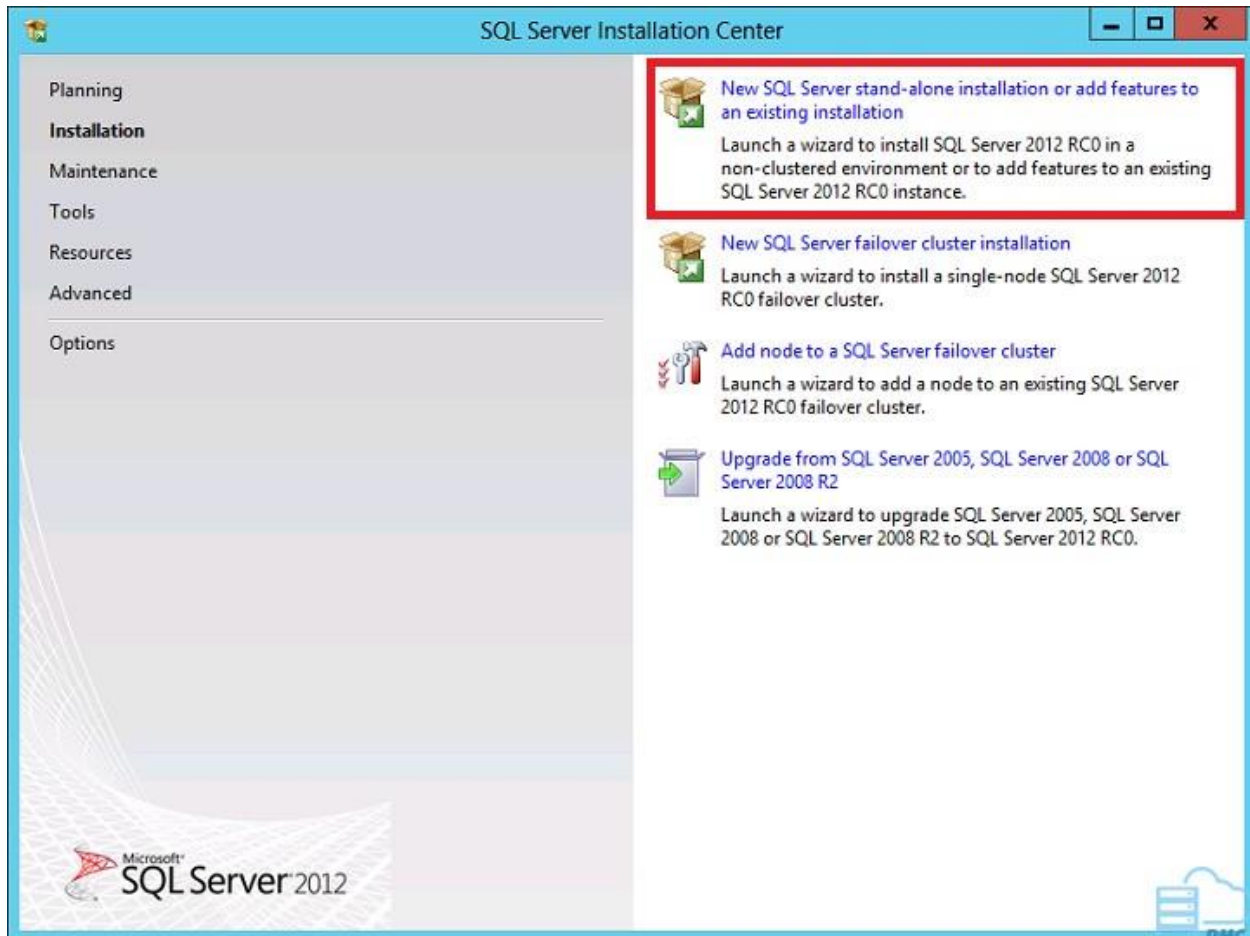 SQL Server Installation Center
Planning
Installation
Maintenance
Tools
Resources
Advanced
Options
New SQL Server stand-alone installation or add features to
an existing installation
Launch a wizard to install SQL Server 2012 RC0 in a
non-clustered environment or to add features to an existing
SQL Server 2012 RC0 instance.
New SQL Server failover cluster installation
Launch a wizard to install a single-node SQL Server 2012
RC0 failover cluster.
Add node to a SQL Server failover cluster
Launch a wizard to add a node to an existing SQL Server
2012 RC0 failover cluster.
Upgrade from SQL Server 2005, SQL Server 2008 or SQL
Server 2008 R2
Launch a wizard to upgrade SQL Server 2005, SQL Server
2008 or SQL Server 2008 R2 to SQL Server 2012 RC0.
Microsoft®
SQL Server 2012